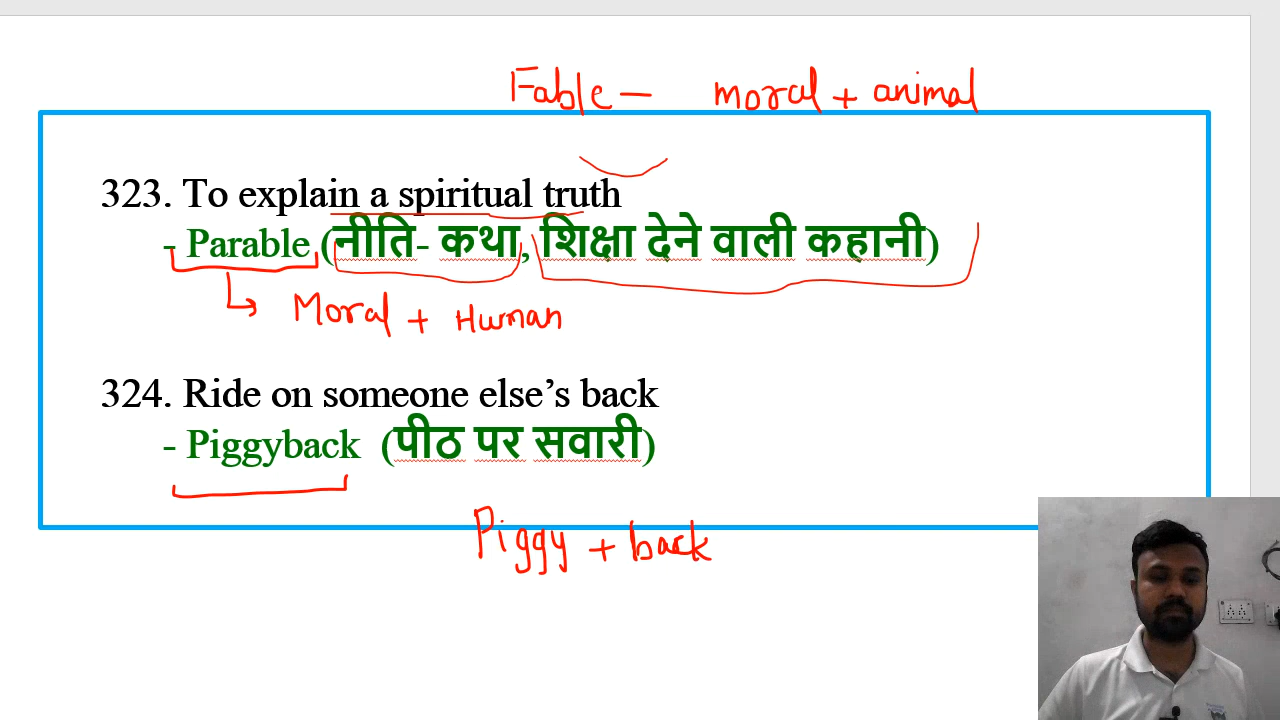 Fable - moral + animal
323. To explain a spiritual truth
- Parable (नीति- कथा, शिक्षा देने वाली कहानी)
Moral + Human
324. Ride on someone else’s back
- Piggyback (पीठ पर सवारी)
Piggy + back